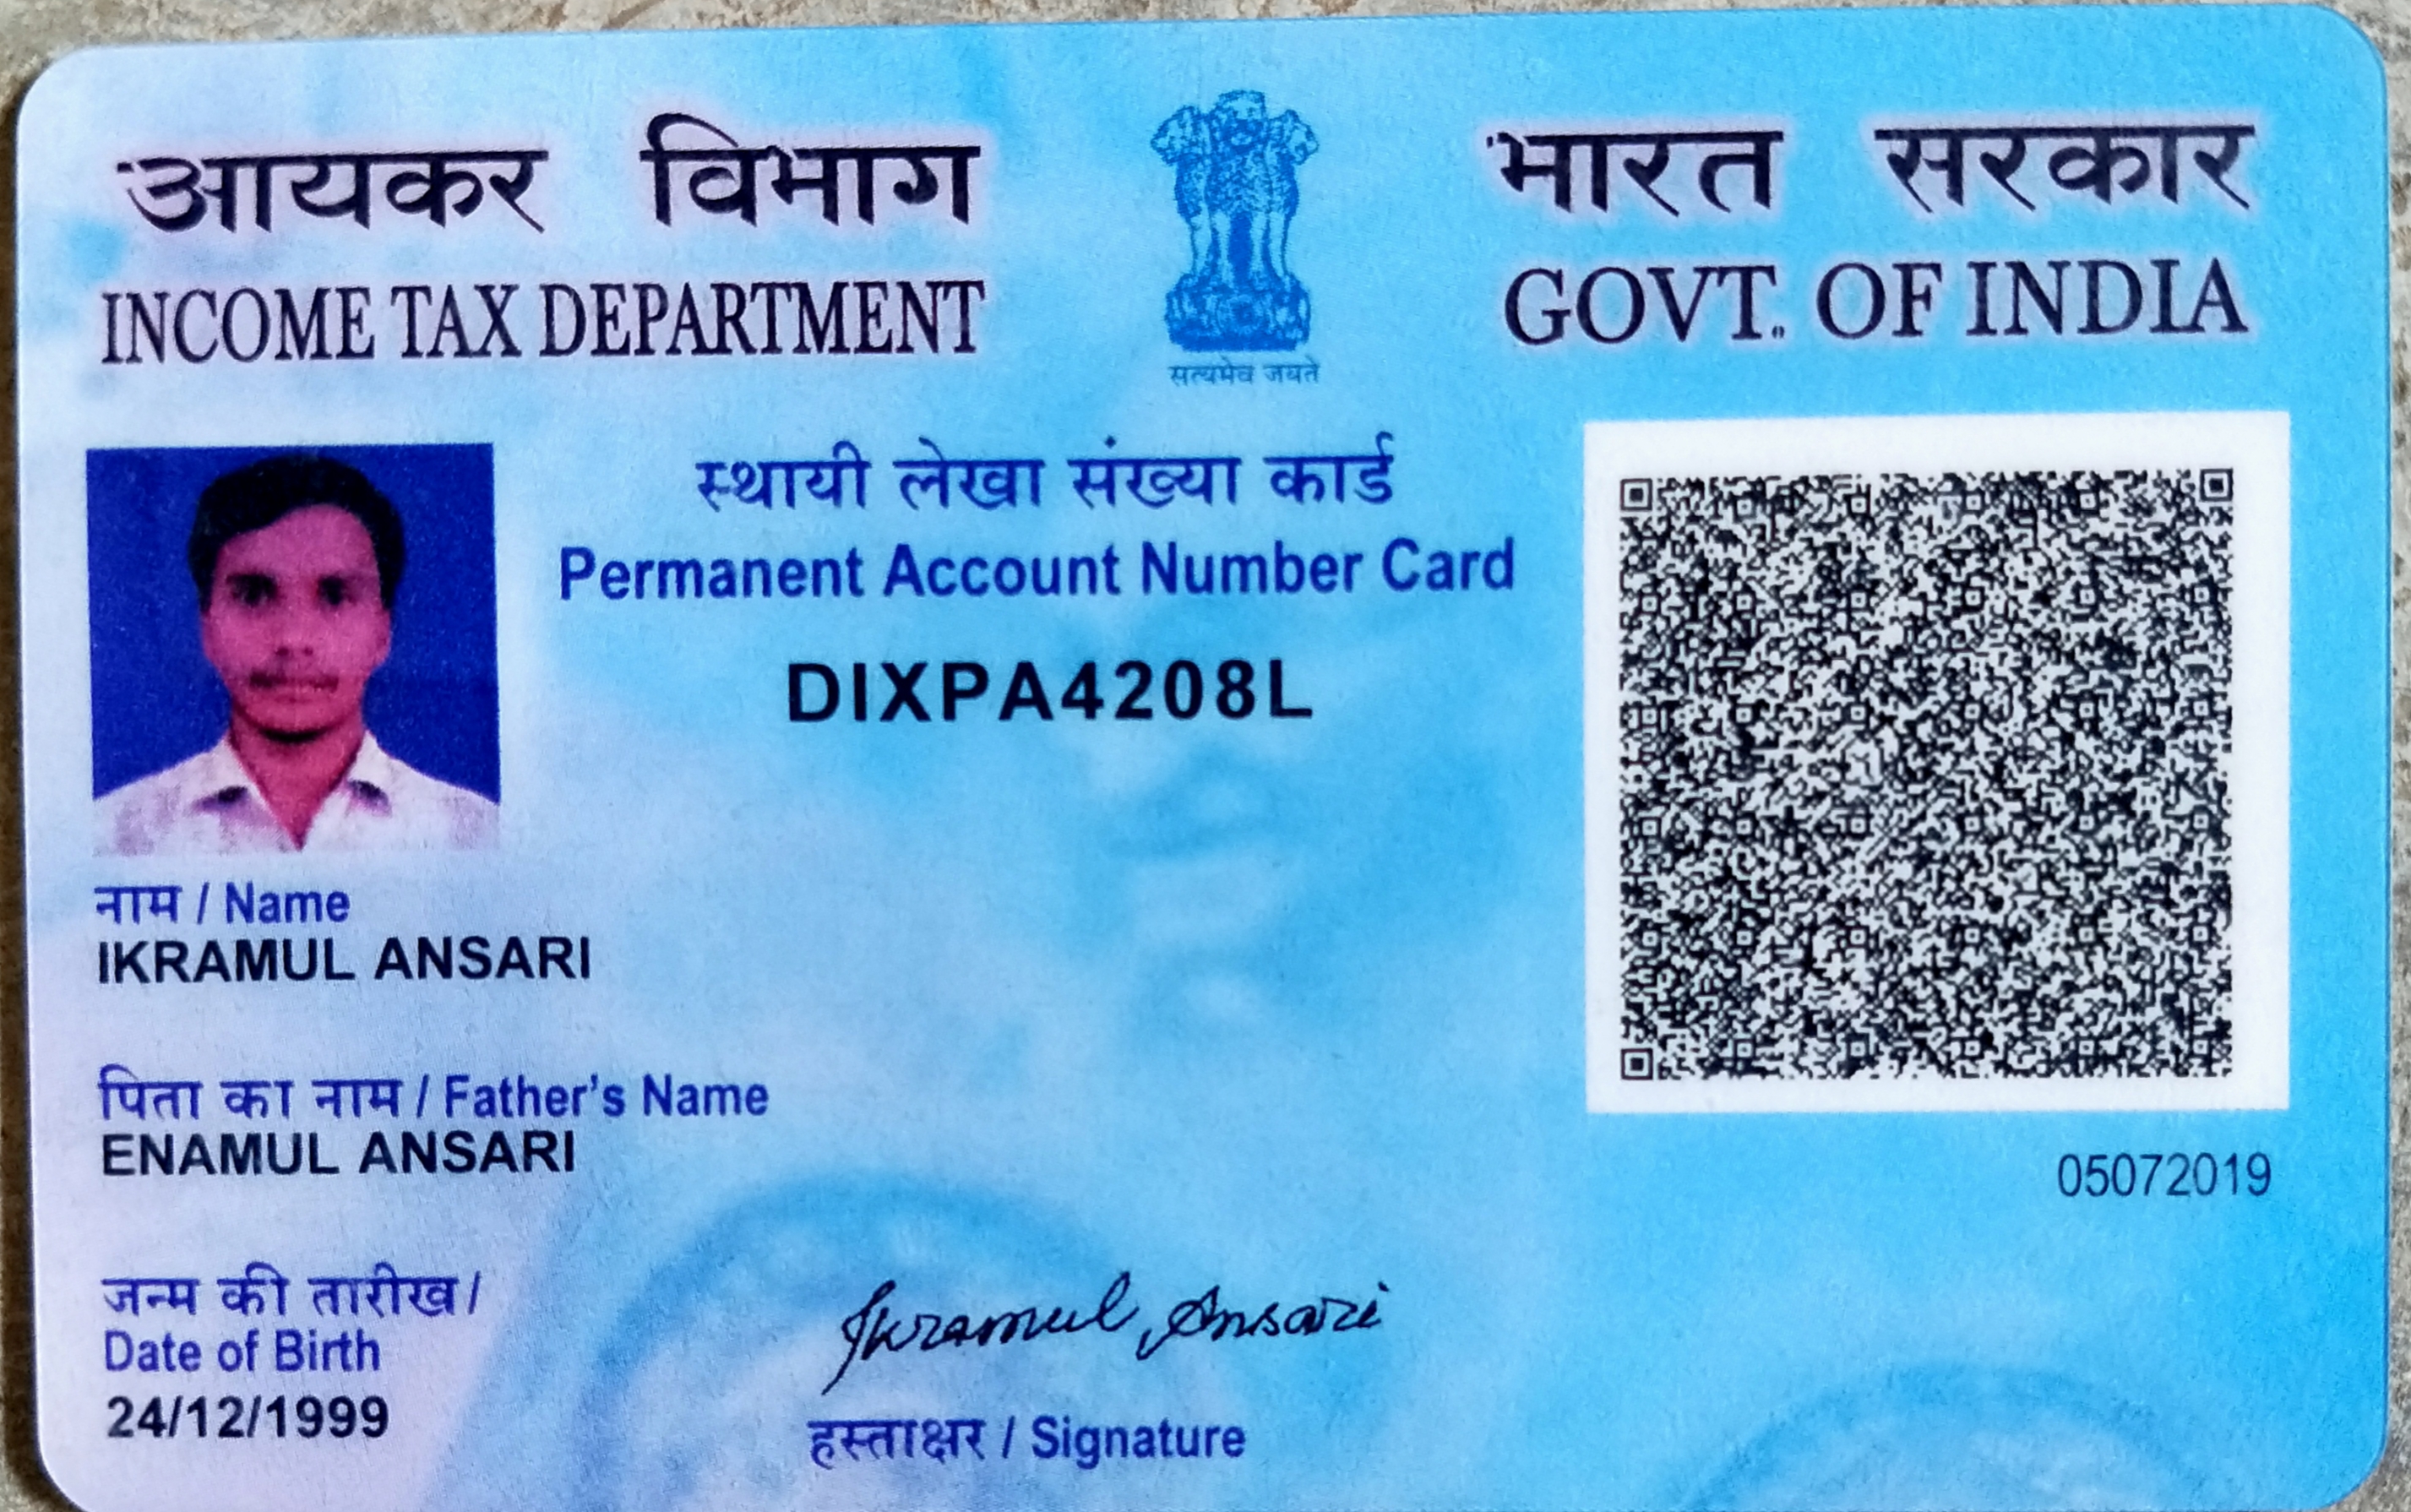 आयकर विभाग
INCOME TAX DEPARTMENT
सत्यमेव जयते
भारत सरकार
GOVT. OF INDIA
स्थायी लेखा संख्या कार्ड
Permanent Account Number Card
DIXPA4208L
नाम / Name
IKRAMUL ANSARI
पिता का नाम / Father's Name
ENAMUL ANSARI
05072019
जन्म की तारीख /
Date of Birth
24/12/1999
Ikramul Ansari
हस्ताक्षर / Signature